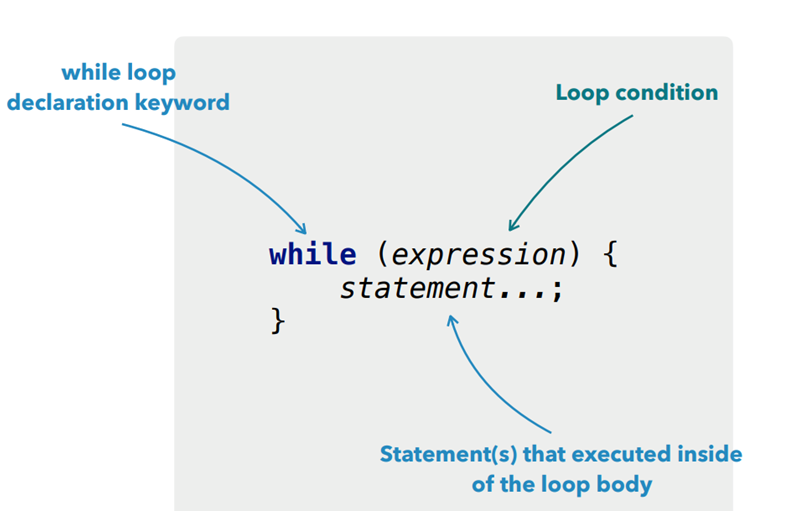 while loop
declaration keyword
Loop condition
while (expression) {
statement...;
}
Statement(s) that executed inside
of the loop body